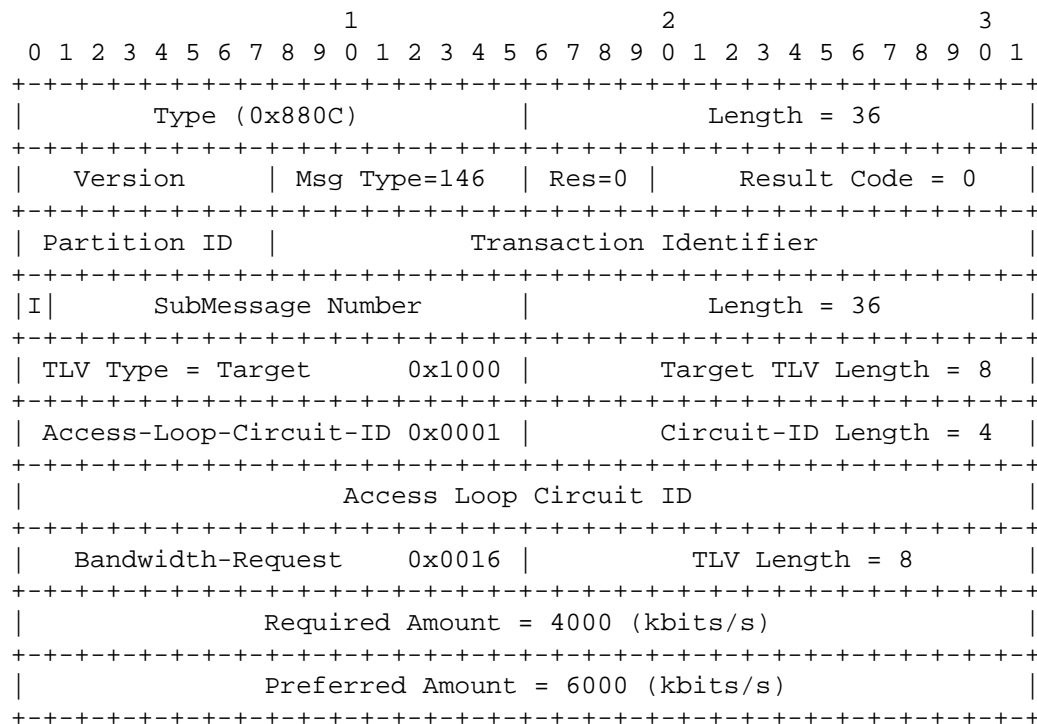 1                   2                   3
 0 1 2 3 4 5 6 7 8 9 0 1 2 3 4 5 6 7 8 9 0 1 2 3 4 5 6 7 8 9 0 1
+-+-+-+-+-+-+-+-+-+-+-+-+-+-+-+-+-+-+-+-+-+-+-+-+-+-+-+-+-+-+-+-+
|        Type (0x880C)          |           Length = 36         |
+-+-+-+-+-+-+-+-+-+-+-+-+-+-+-+-+-+-+-+-+-+-+-+-+-+-+-+-+-+-+-+-+
|   Version     | Msg Type=146  | Res=0 |     Result Code = 0   |
+-+-+-+-+-+-+-+-+-+-+-+-+-+-+-+-+-+-+-+-+-+-+-+-+-+-+-+-+-+-+-+-+
| Partition ID  |            Transaction Identifier             |
+-+-+-+-+-+-+-+-+-+-+-+-+-+-+-+-+-+-+-+-+-+-+-+-+-+-+-+-+-+-+-+-+
|I|      SubMessage Number      |           Length = 36         |
+-+-+-+-+-+-+-+-+-+-+-+-+-+-+-+-+-+-+-+-+-+-+-+-+-+-+-+-+-+-+-+-+
| TLV Type = Target      0x1000 |        Target TLV Length = 8  |
+-+-+-+-+-+-+-+-+-+-+-+-+-+-+-+-+-+-+-+-+-+-+-+-+-+-+-+-+-+-+-+-+
| Access-Loop-Circuit-ID 0x0001 |        Circuit-ID Length = 4  |
+-+-+-+-+-+-+-+-+-+-+-+-+-+-+-+-+-+-+-+-+-+-+-+-+-+-+-+-+-+-+-+-+
|                    Access Loop Circuit ID                     |
+-+-+-+-+-+-+-+-+-+-+-+-+-+-+-+-+-+-+-+-+-+-+-+-+-+-+-+-+-+-+-+-+
|   Bandwidth-Request    0x0016 |          TLV Length = 8       |
+-+-+-+-+-+-+-+-+-+-+-+-+-+-+-+-+-+-+-+-+-+-+-+-+-+-+-+-+-+-+-+-+
|               Required Amount = 4000 (kbits/s)                |
+-+-+-+-+-+-+-+-+-+-+-+-+-+-+-+-+-+-+-+-+-+-+-+-+-+-+-+-+-+-+-+-+
|               Preferred Amount = 6000 (kbits/s)               |
+-+-+-+-+-+-+-+-+-+-+-+-+-+-+-+-+-+-+-+-+-+-+-+-+-+-+-+-+-+-+-+-+